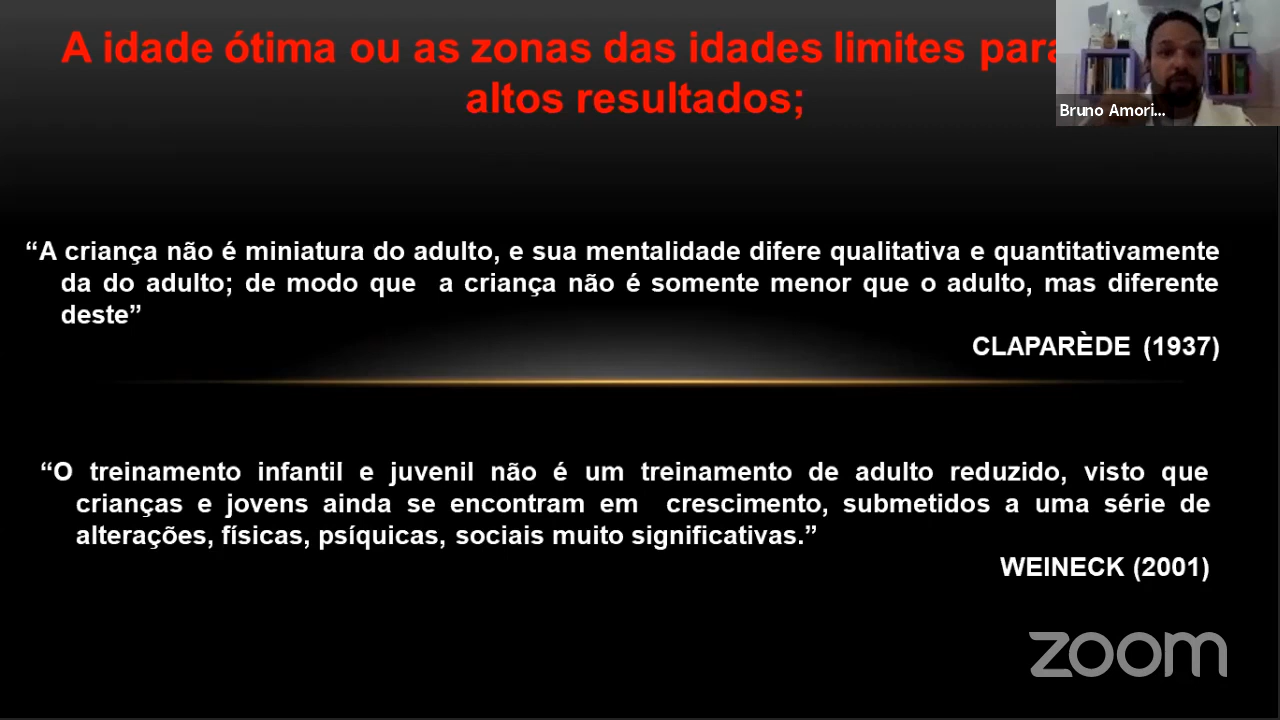 A idade ótima ou as zonas das idades limites para
altos resultados;
Bruno Amori...
“A criança não é miniatura do adulto, e sua mentalidade difere qualitativa e quantitativamente
da do adulto; de modo que a criança não é somente menor que o adulto, mas diferente
deste”
CLAPARÈDE (1937)
“O treinamento infantil e juvenil não é um treinamento de adulto reduzido, visto que
crianças e jovens ainda se encontram em crescimento, submetidos a uma série de
alterações, físicas, psíquicas, sociais muito significativas.”
WEINECK (2001)
zoom